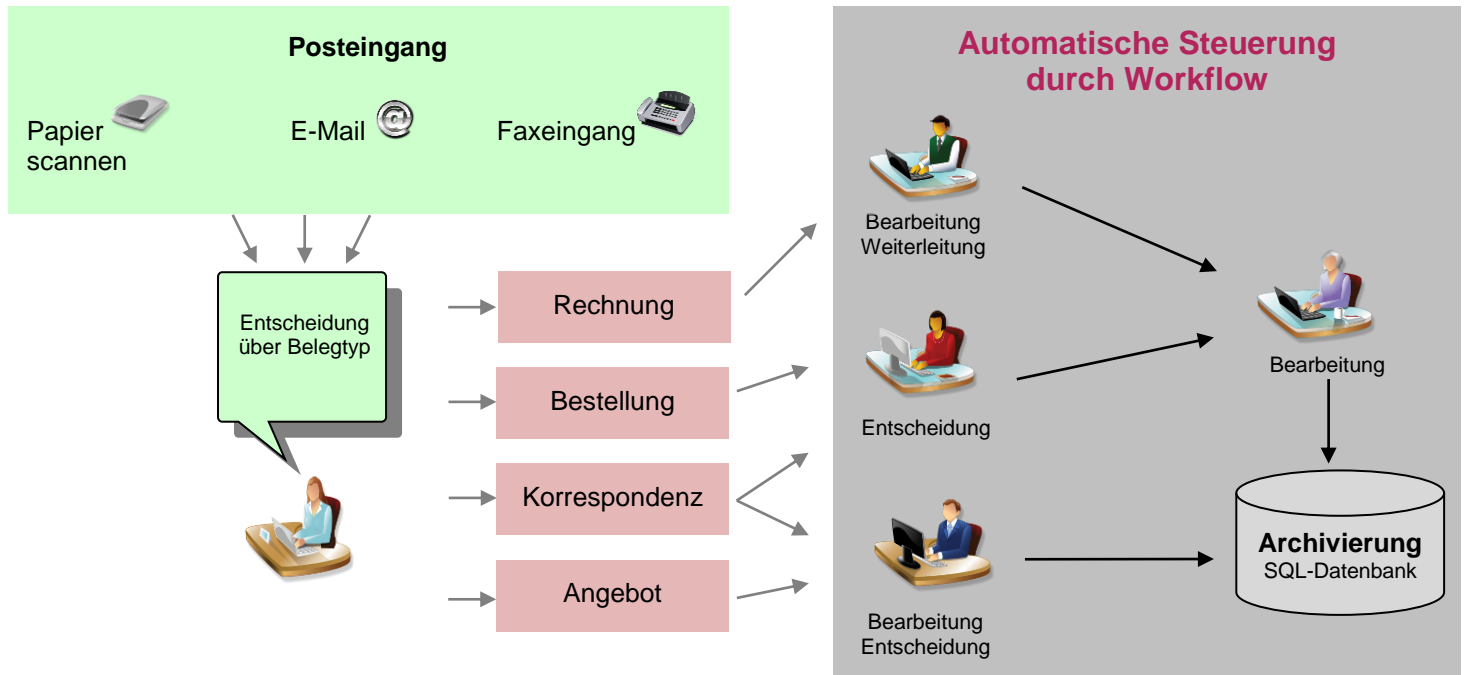 Posteingang
Papier
scannen
E-Mail
@
Faxeingang
Entscheidung
über Belegtyp
Rechnung
Bestellung
Korrespondenz
Angebot
Automatische Steuerung
durch Workflow
Bearbeitung
Weiterleitung
Entscheidung
Bearbeitung
Entscheidung
Bearbeitung
Archivierung
SQL-Datenbank